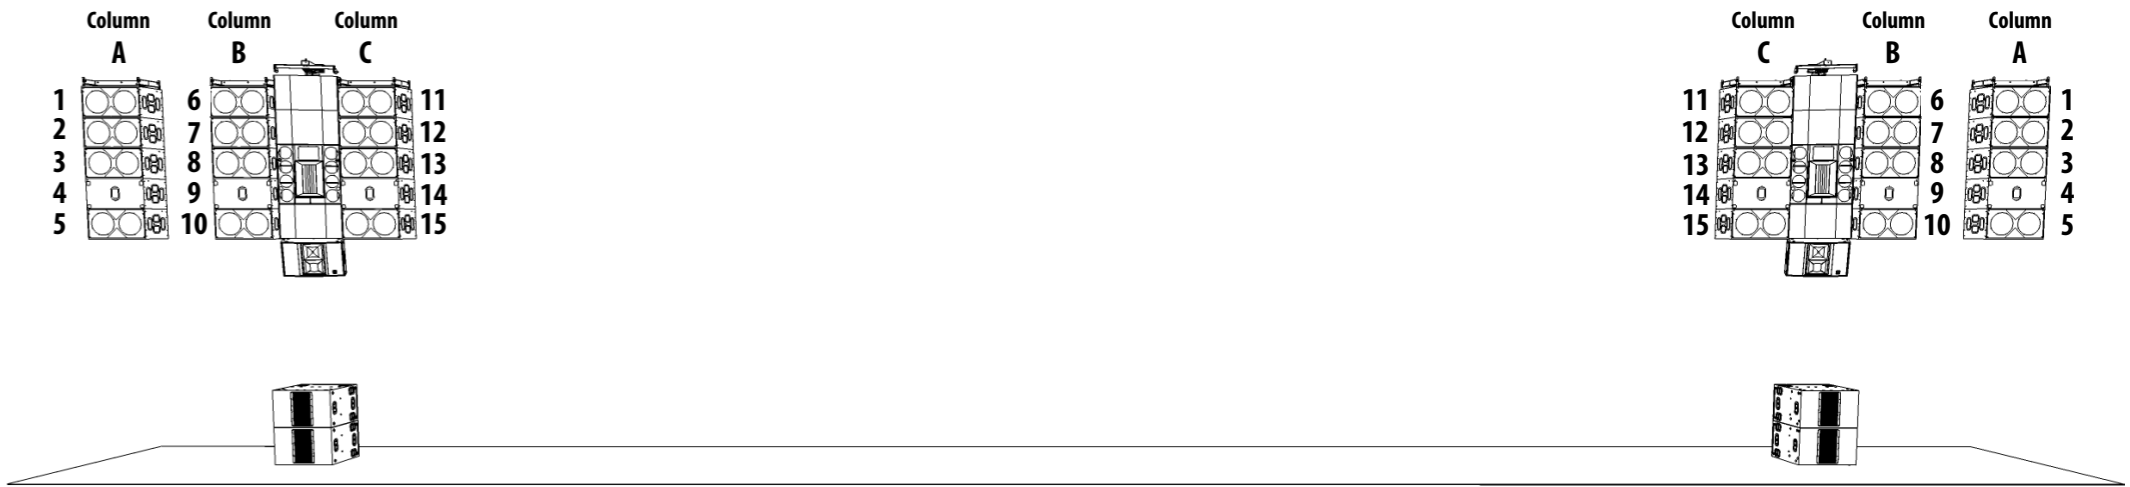 Column Column Column Column Column Column
A B C C B A
1 6 11 11 6 1
2 7 12 12 7 2
3 8 13 13 8 3
4 9 14 14 9 4
5 10 15 15 10 5